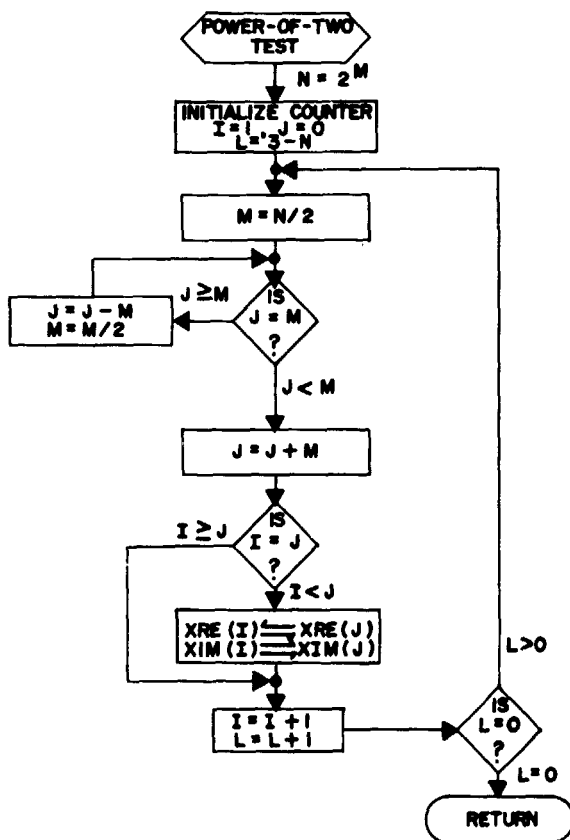 POWER-OF-TWO
TEST
N = 2^M
INITIALIZE COUNTER
I = 1 J = 0
L = '3 - N
M = N/2
J ≥ M
J = J - M
M = M/2
IS
J = M
?
J < M
J = J + M
I ≥ J
IS
I = J
?
I < J
XRE (I) XRE (J)
XIM (I) XIM (J)
L>0
I = I + 1
L = L + 1
IS
L=0
?
L=0
RETURN